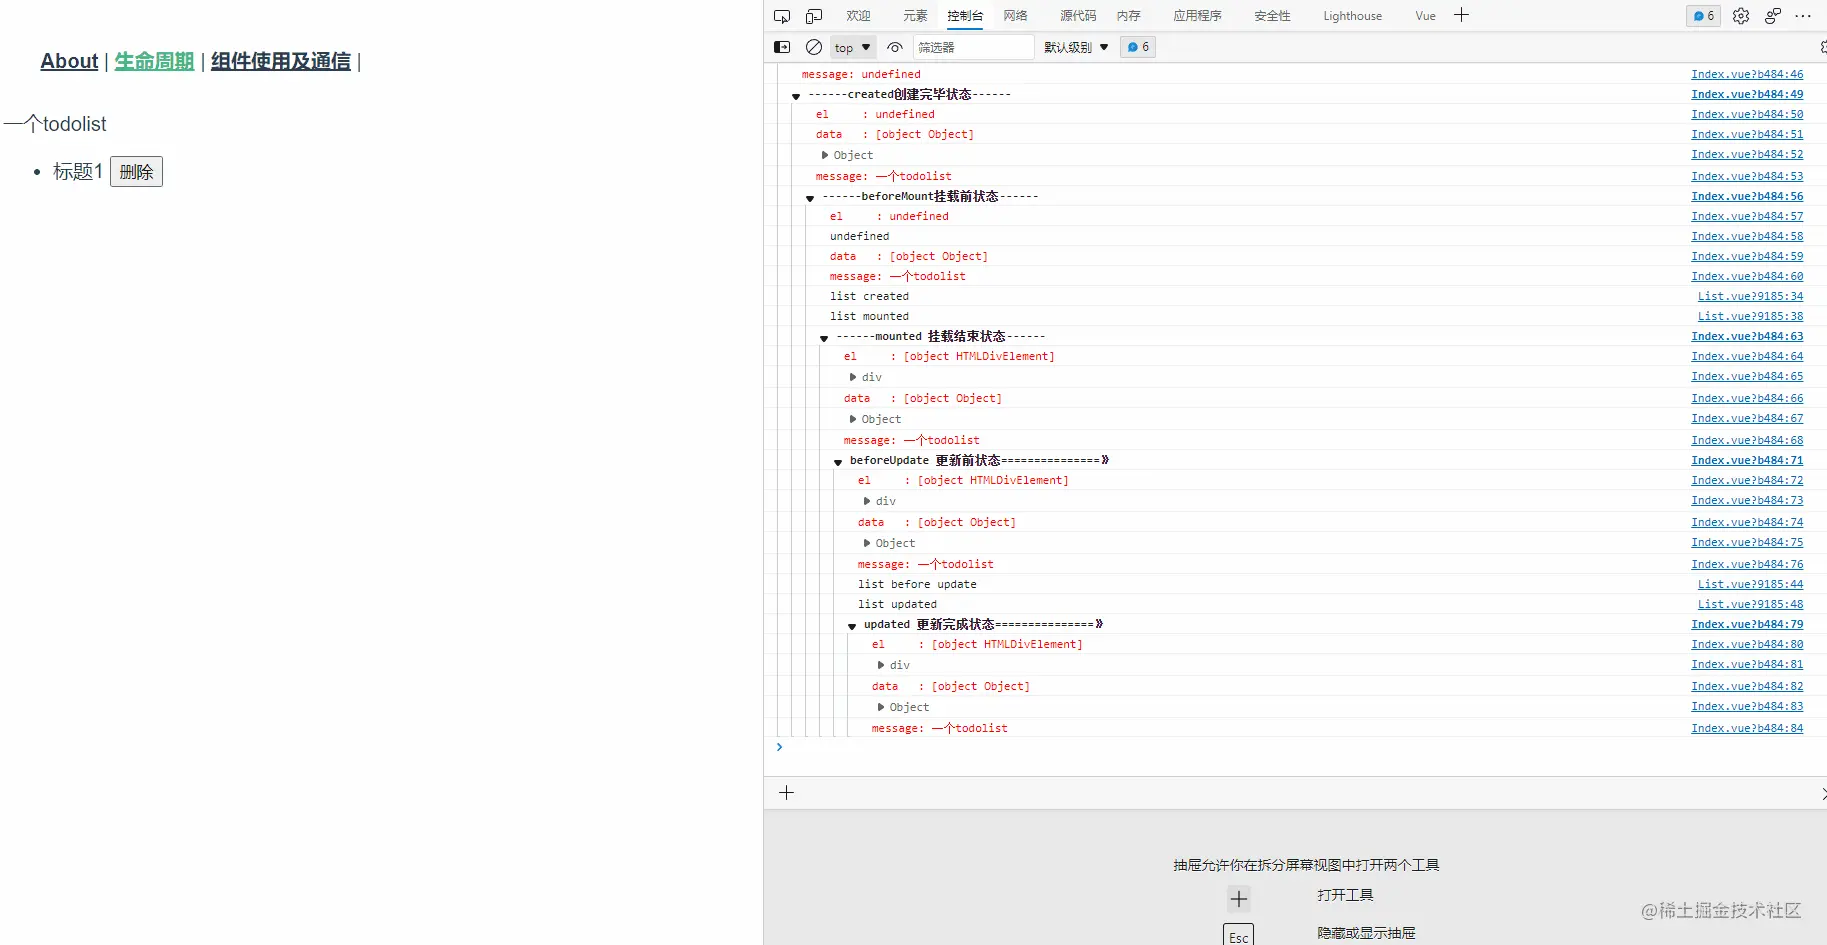 欢迎 元素 控制台 网络 源代码 内存 应用程序 安全性 Lighthouse Vue 6
top 筛选器 默认级别 6
About | 生命周期 | 组件使用及通信 |
一个todolist
标题1 删除
message: undefined Index.vue?b484:46
------created创建完毕状态------ Index.vue?b484:49
el : undefined Index.vue?b484:50
data : [object Object] Index.vue?b484:51
Object Index.vue?b484:52
message: 一个todolist Index.vue?b484:53
------beforeMount挂载前状态------ Index.vue?b484:56
el : undefined Index.vue?b484:57
undefined Index.vue?b484:58
data : [object Object] Index.vue?b484:59
message: 一个todolist Index.vue?b484:60
list created List.vue?9185:34
list mounted List.vue?9185:38
------mounted 挂载结束状态------ Index.vue?b484:63
el : [object HTMLDivElement] Index.vue?b484:64
div Index.vue?b484:65
data : [object Object] Index.vue?b484:66
Object Index.vue?b484:67
message: 一个todolist Index.vue?b484:68
beforeUpdate 更新前状态===============》 Index.vue?b484:71
el : [object HTMLDivElement] Index.vue?b484:72
div Index.vue?b484:73
data : [object Object] Index.vue?b484:74
Object Index.vue?b484:75
message: 一个todolist Index.vue?b484:76
list before update List.vue?9185:44
list updated List.vue?9185:48
updated 更新完成状态===============》 Index.vue?b484:79
el : [object HTMLDivElement] Index.vue?b484:80
div Index.vue?b484:81
data : [object Object] Index.vue?b484:82
Object Index.vue?b484:83
message: 一个todolist Index.vue?b484:84
抽屉允许你在拆分屏幕视图中打开两个工具
打开工具
Esc 隐藏或显示抽屉
@稀土掘金技术社区